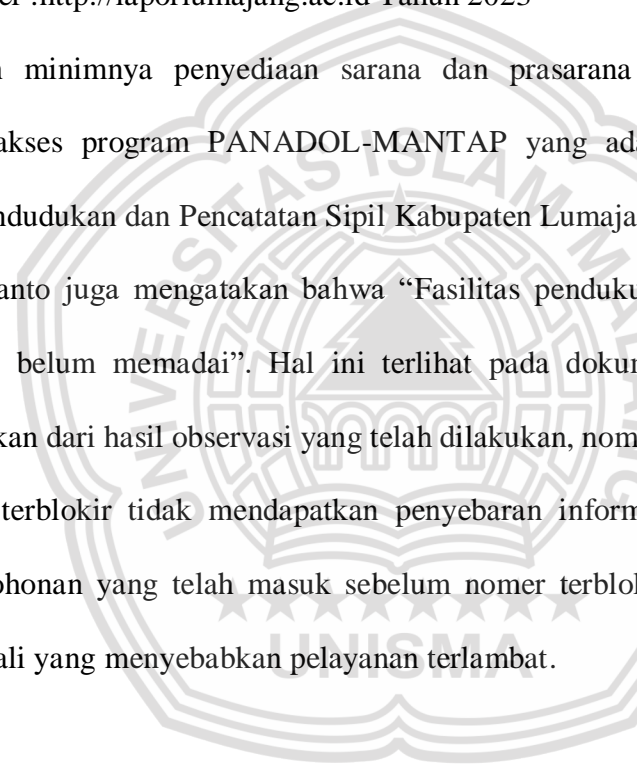 er :http://laporlumajang.ac.id Tahun 2023
minimnya penyediaan sarana dan prasarana
akses program PANADOL-MANTAP yang ada
ndudukan dan Pencatatan Sipil Kabupaten Lumaja
anto juga mengatakan bahwa “Fasilitas penduku
belum memadai”. Hal ini terlihat pada dokum
kan dari hasil observasi yang telah dilakukan, nom
terblokir tidak mendapatkan penyebaran inform
ohonan yang telah masuk sebelum nomer terblok
ali yang menyebabkan pelayanan terlambat.
UNIVERSITAS ISLAM MALANG
UNISMA